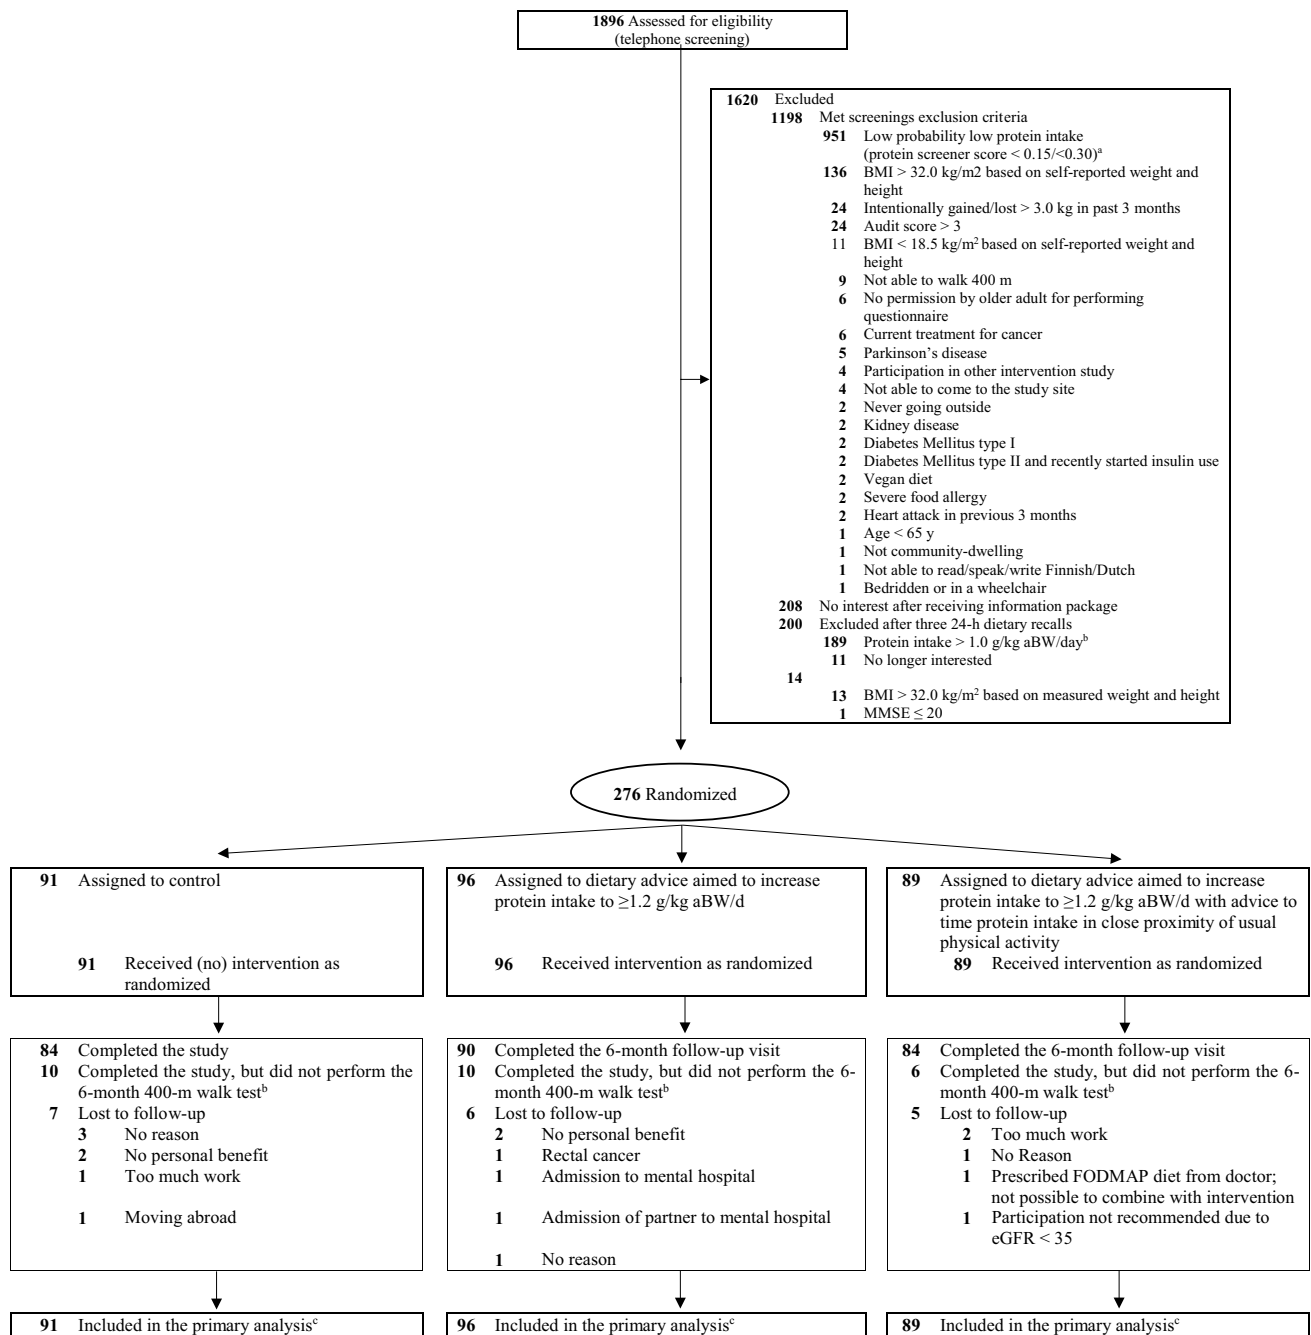 1896 Assessed for eligibility
(telephone screening)
1620 Excluded
1198 Met screenings exclusion criteria
951 Low probability low protein intake
(protein screener score < 0.15/<0.30)ᵃ
136 BMI > 32.0 kg/m2 based on self-reported weight and
height
24 Intentionally gained/lost > 3.0 kg in past 3 months
24 Audit score > 3
11 BMI < 18.5 kg/m² based on self-reported weight and
height
9 Not able to walk 400 m
6 No permission by older adult for performing
questionnaire
6 Current treatment for cancer
5 Parkinson's disease
4 Participation in other intervention study
4 Not able to come to the study site
2 Never going outside
2 Kidney disease
2 Diabetes Mellitus type I
2 Diabetes Mellitus type II and recently started insulin use
2 Vegan diet
2 Severe food allergy
2 Heart attack in previous 3 months
1 Age < 65 y
1 Not community-dwelling
1 Not able to read/speak/write Finnish/Dutch
1 Bedridden or in a wheelchair
208 No interest after receiving information package
200 Excluded after three 24-h dietary recalls
189 Protein intake > 1.0 g/kg aBW/dayᵇ
11 No longer interested
14
13 BMI > 32.0 kg/m² based on measured weight and height
1 MMSE ≤ 20
276 Randomized
91 Assigned to control
91 Received (no) intervention as
randomized
96 Assigned to dietary advice aimed to increase
protein intake to ≥1.2 g/kg aBW/d
96 Received intervention as randomized
89 Assigned to dietary advice aimed to increase
protein intake to ≥1.2 g/kg aBW/d with advice to
time protein intake in close proximity of usual
physical activity
89 Received intervention as randomized
84 Completed the study
10 Completed the study, but did not perform the
6-month 400-m walk testᵇ
7 Lost to follow-up
3 No reason
2 No personal benefit
1 Too much work
1 Moving abroad
90 Completed the 6-month follow-up visit
10 Completed the study, but did not perform the 6-
month 400-m walk testᵇ
6 Lost to follow-up
2 No personal benefit
1 Rectal cancer
1 Admission to mental hospital
1 Admission of partner to mental hospital
1 No reason
84 Completed the 6-month follow-up visit
6 Completed the study, but did not perform the 6-
month 400-m walk testᵇ
5 Lost to follow-up
2 Too much work
1 No Reason
1 Prescribed FODMAP diet from doctor;
not possible to combine with intervention
1 Participation not recommended due to
eGFR < 35
91 Included in the primary analysisᶜ
96 Included in the primary analysisᶜ
89 Included in the primary analysisᶜ